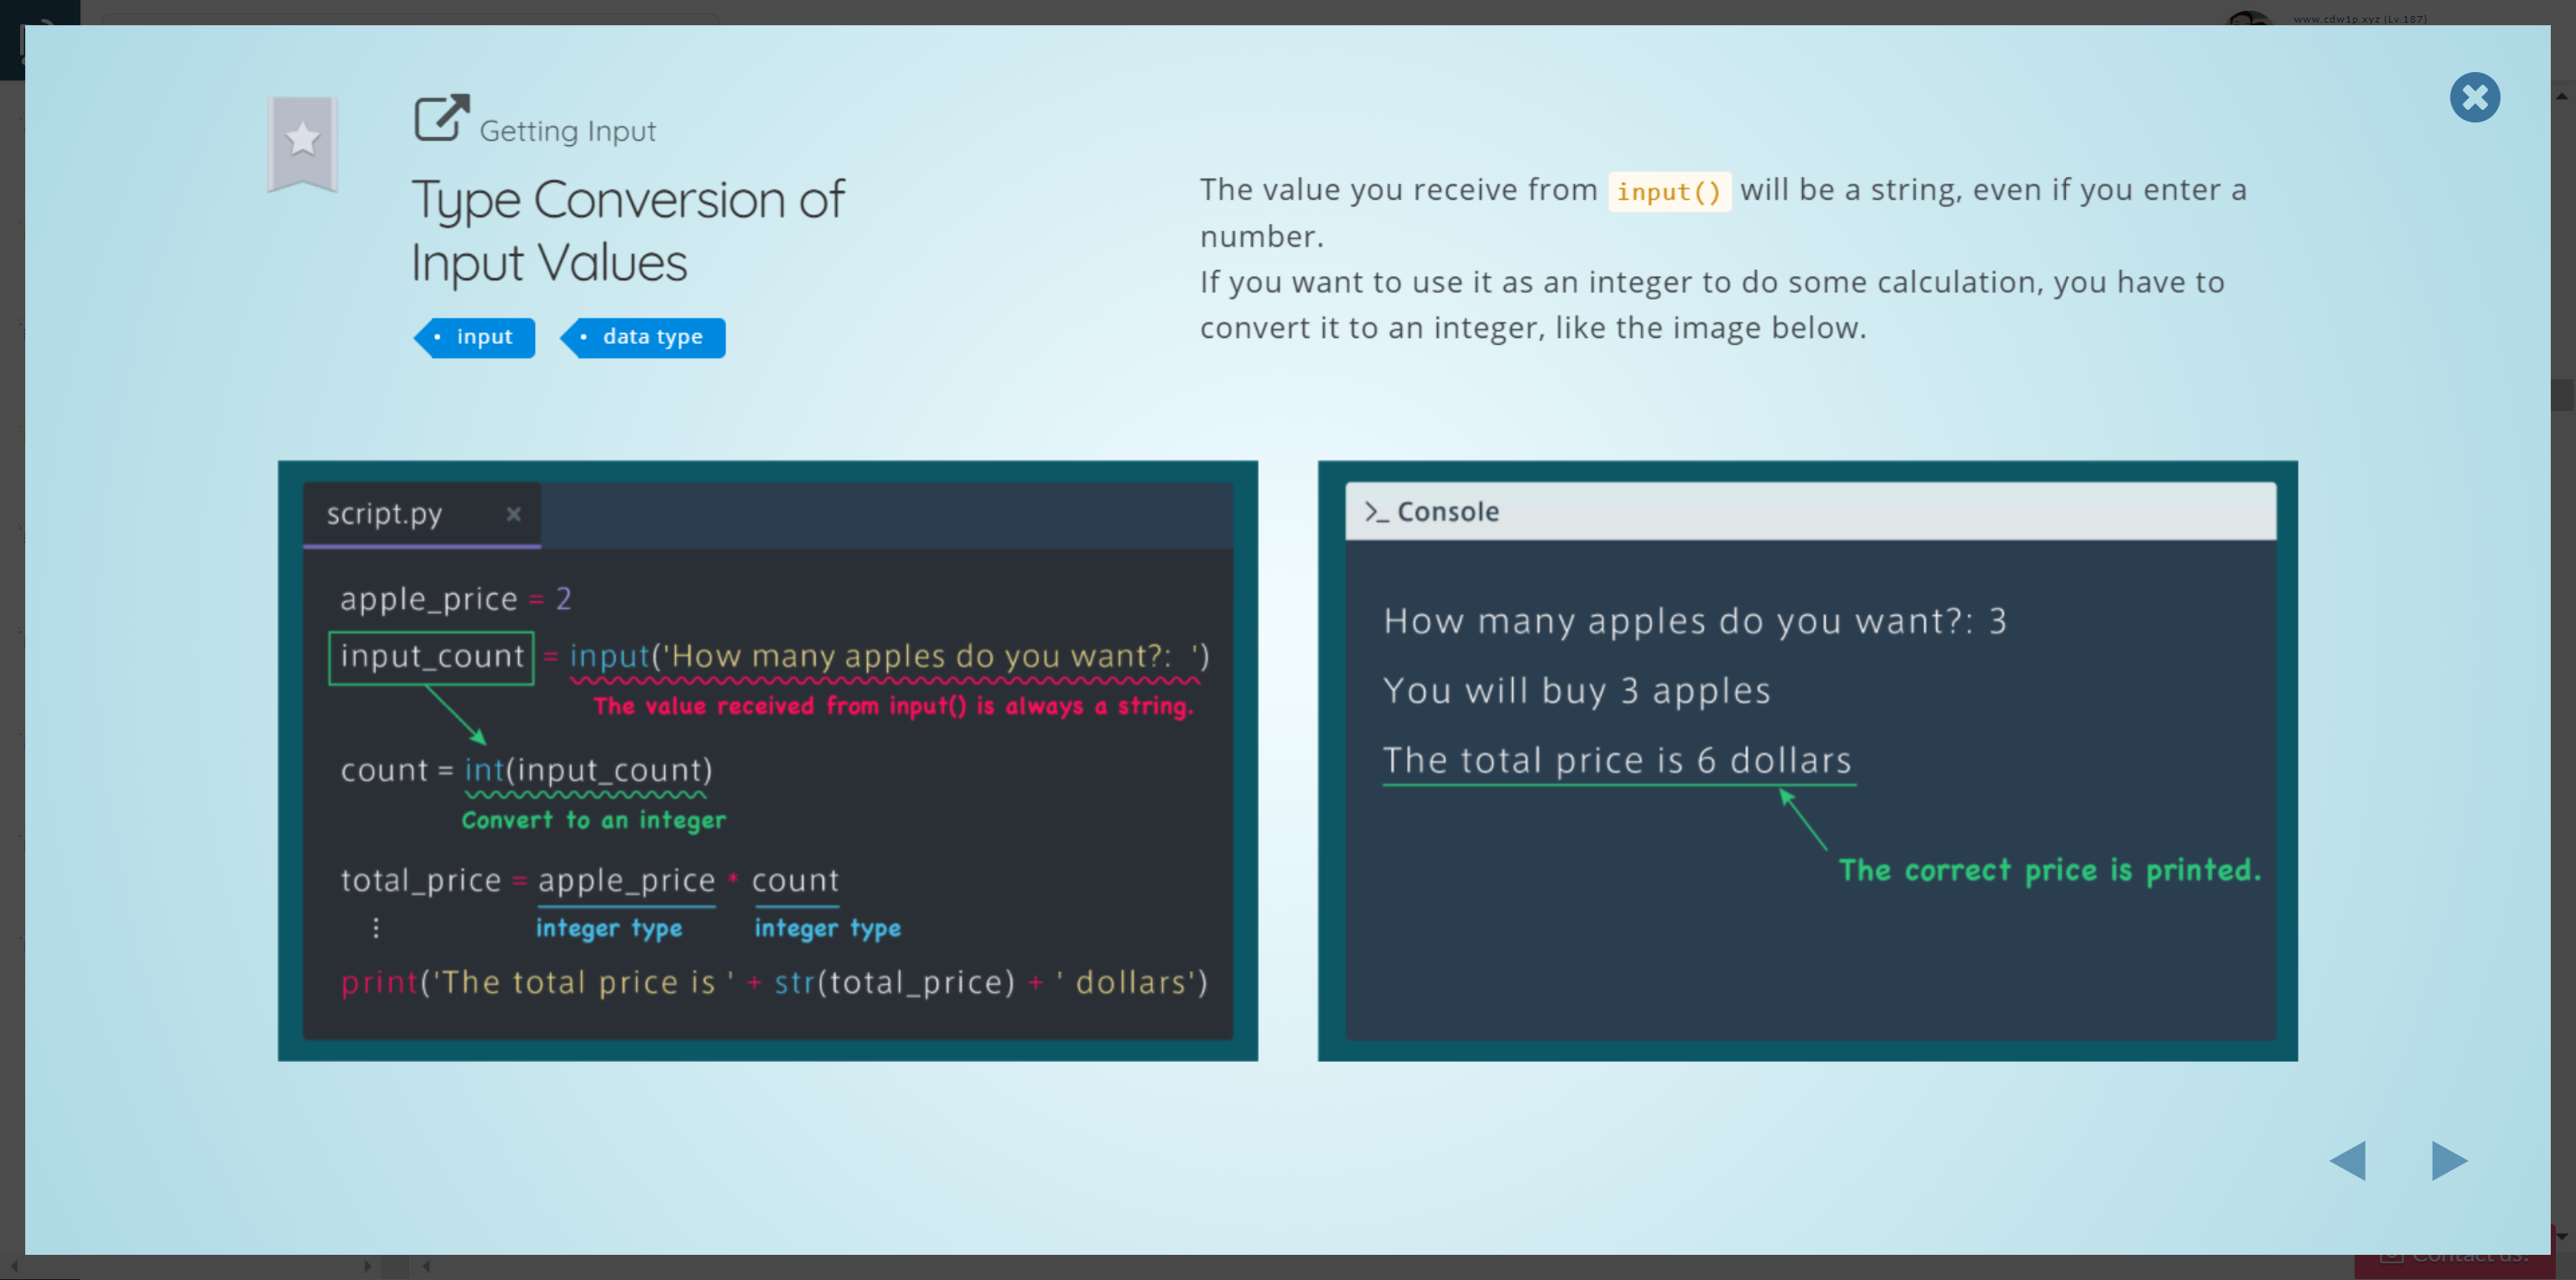 www.cdw1p.xyz (Lv.187)
Getting Input
Type Conversion of
Input Values
• input
• data type
The value you receive from input() will be a string, even if you enter a
number.
If you want to use it as an integer to do some calculation, you have to
convert it to an integer, like the image below.
script.py ×
apple_price = 2
input_count = input('How many apples do you want?: ')
The value received from input() is always a string.
count = int(input_count)
Convert to an integer
total_price = apple_price * count
⋮ integer type integer type
print('The total price is ' + str(total_price) + ' dollars')
>_ Console
How many apples do you want?: 3
You will buy 3 apples
The total price is 6 dollars
The correct price is printed.
Contact us!